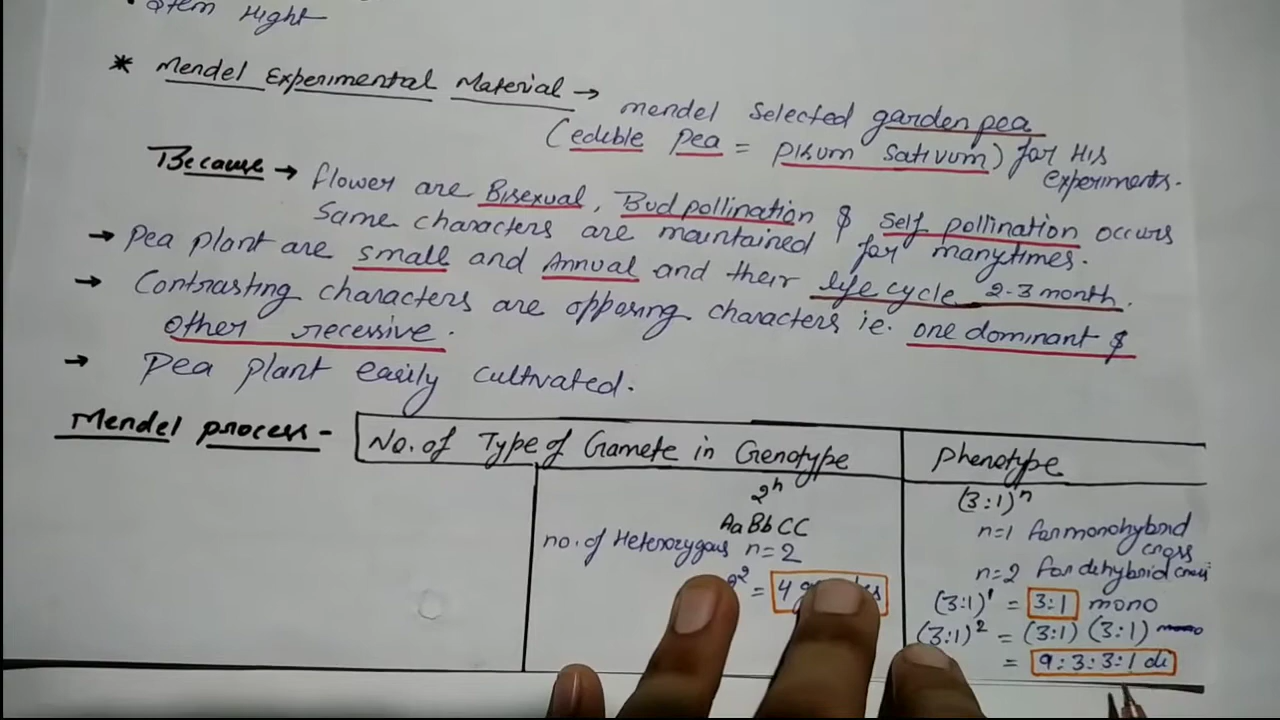 Stem Hight
* Mendel Experimental Material → mendel selected garden pea
(edible pea = pisum sativum) for His
experiments.
Because → flower are Bisexual, Bud pollination & Self pollination occurs
Same characters are maintained for manytimes.
→ Pea plant are small and Annual and their life cycle 2-3 month.
→ Contrasting characters are opposing characters i.e. one dominant &
other recessive.
→ Pea plant easily cultivated.
Mendel process-
No. of Type of Gamete in Genotype
2ⁿ
AaBbCC
no. of Heterozygous n=2
2² = 4
Phenotype
(3:1)ⁿ
n=1 for monohybrid
cross
n=2 for dehybrid cross
(3:1)¹ = 3:1 mono
(3:1)² = (3:1) (3:1)
= 9:3:3:1 di